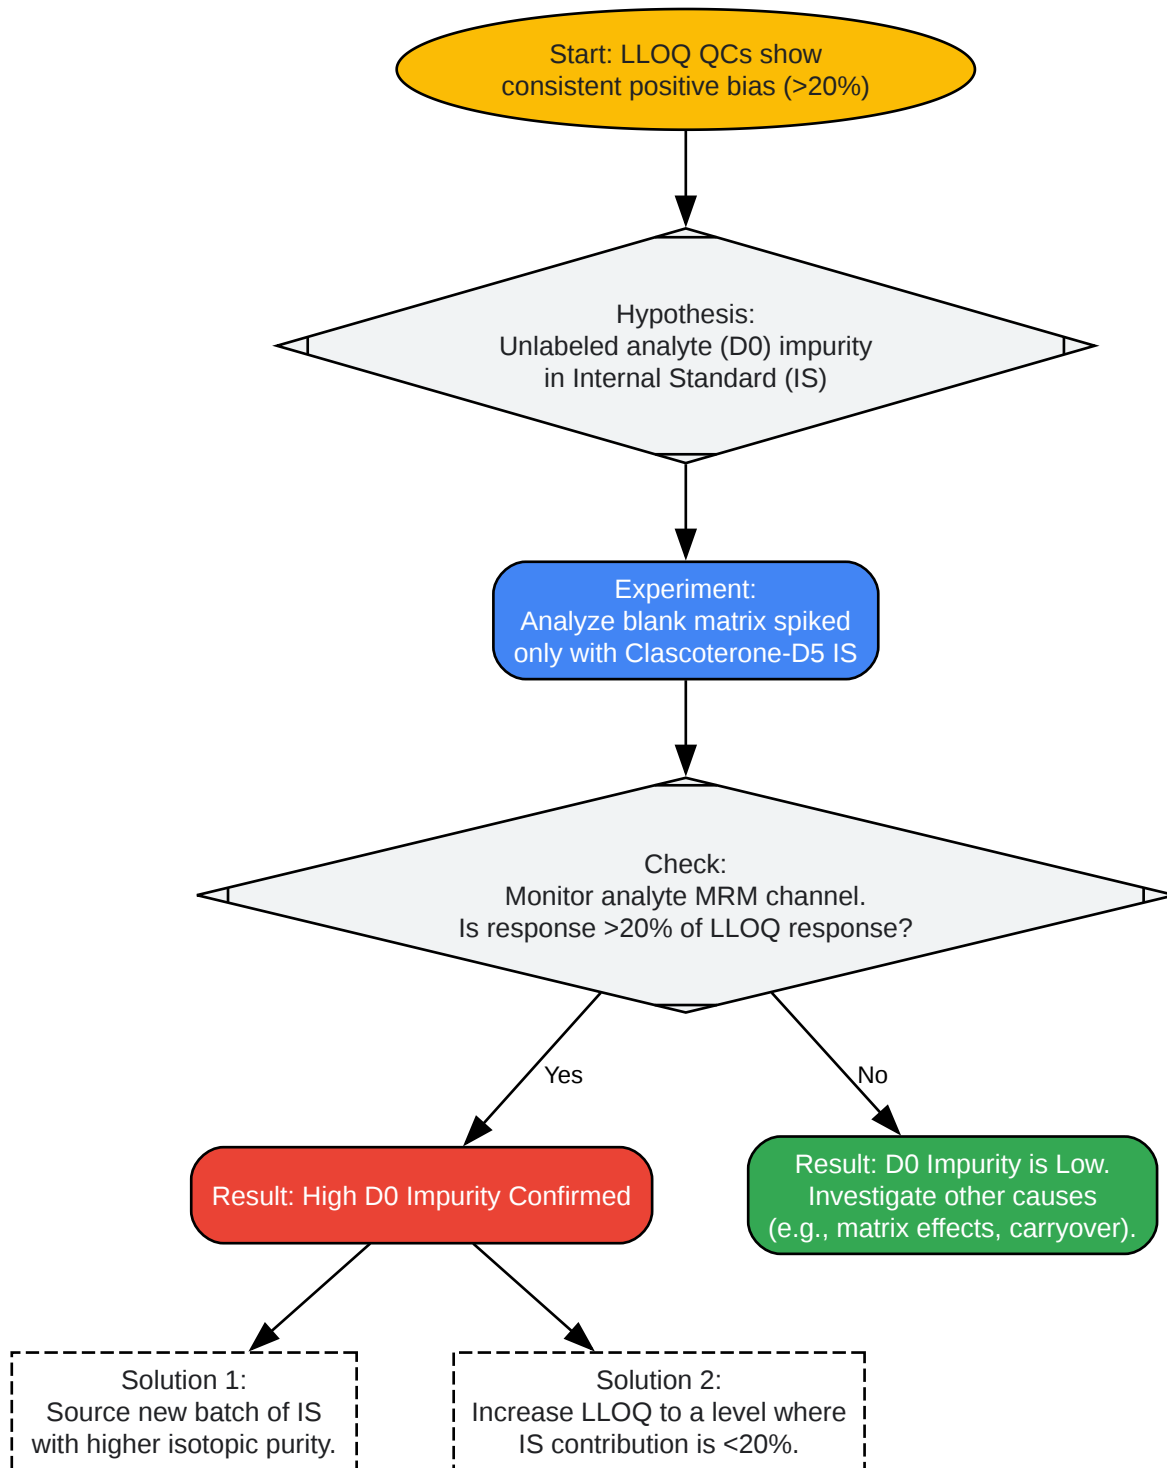 Start: LLOQ QCs show
consistent positive bias (>20%)
Hypothesis:
Unlabeled analyte (D0) impurity
in Internal Standard (IS)
Experiment:
Analyze blank matrix spiked
only with Clascoterone-D5 IS
Check:
Monitor analyte MRM channel.
Is response >20% of LLOQ response?
Yes
No
Result: High D0 Impurity Confirmed
Result: D0 Impurity is Low.
Investigate other causes
(e.g., matrix effects, carryover).
Solution 1:
Source new batch of IS
with higher isotopic purity.
Solution 2:
Increase LLOQ to a level where
IS contribution is <20%.